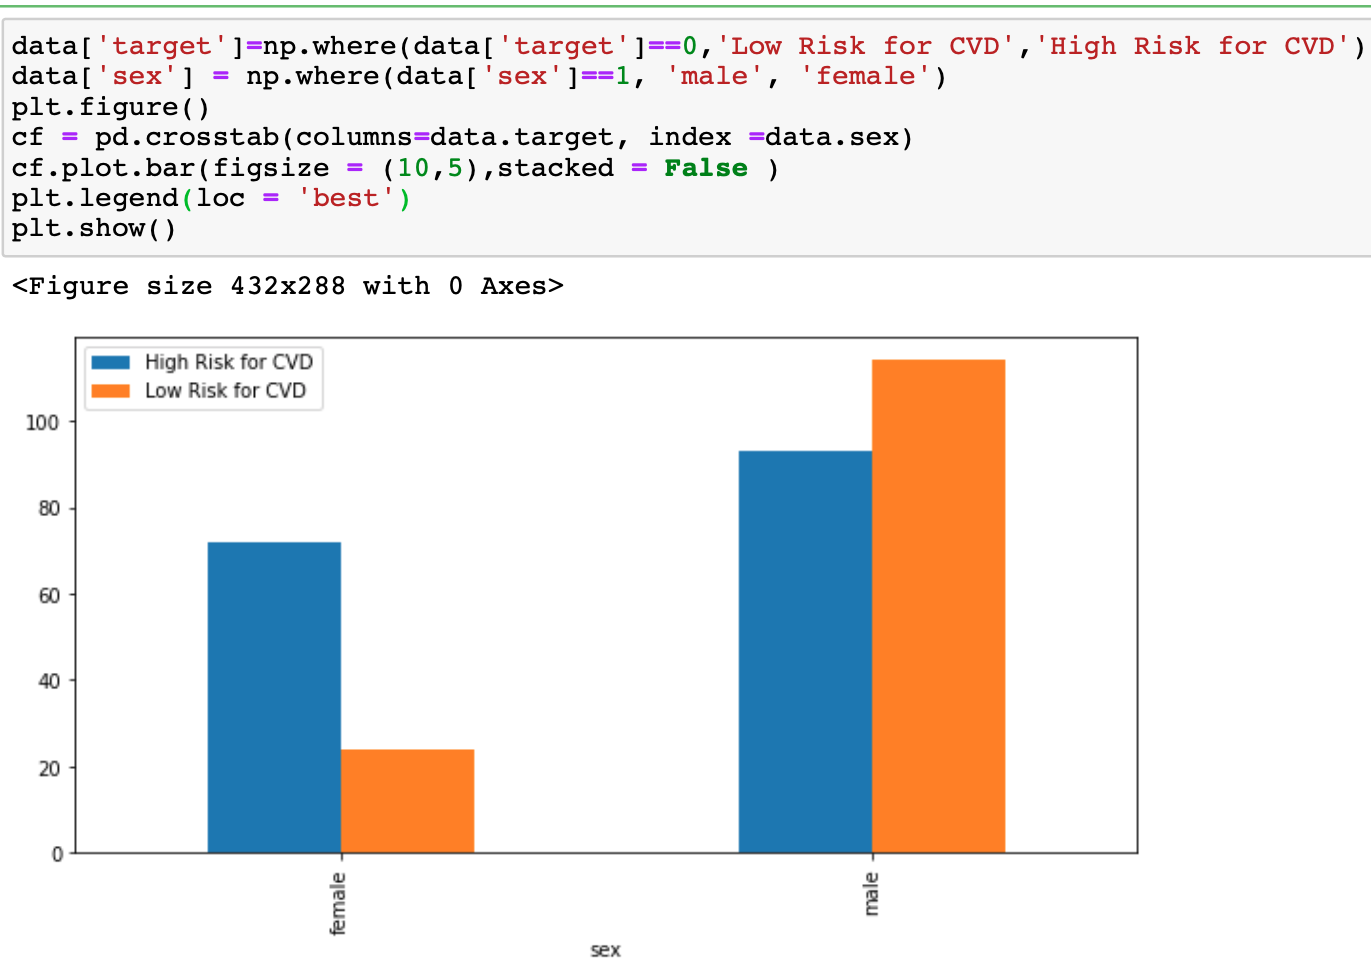 data['target']=np.where(data['target']==0,'Low Risk for CVD','High Risk for CVD')
data['sex'] = np.where(data['sex']==1, 'male', 'female')
plt.figure()
cf = pd.crosstab(columns=data.target, index =data.sex)
cf.plot.bar(figsize = (10,5),stacked = False )
plt.legend(loc = 'best')
plt.show()
<Figure size 432x288 with 0 Axes>
High Risk for CVD
Low Risk for CVD
100
80
60
40
20
0
female
male
sex